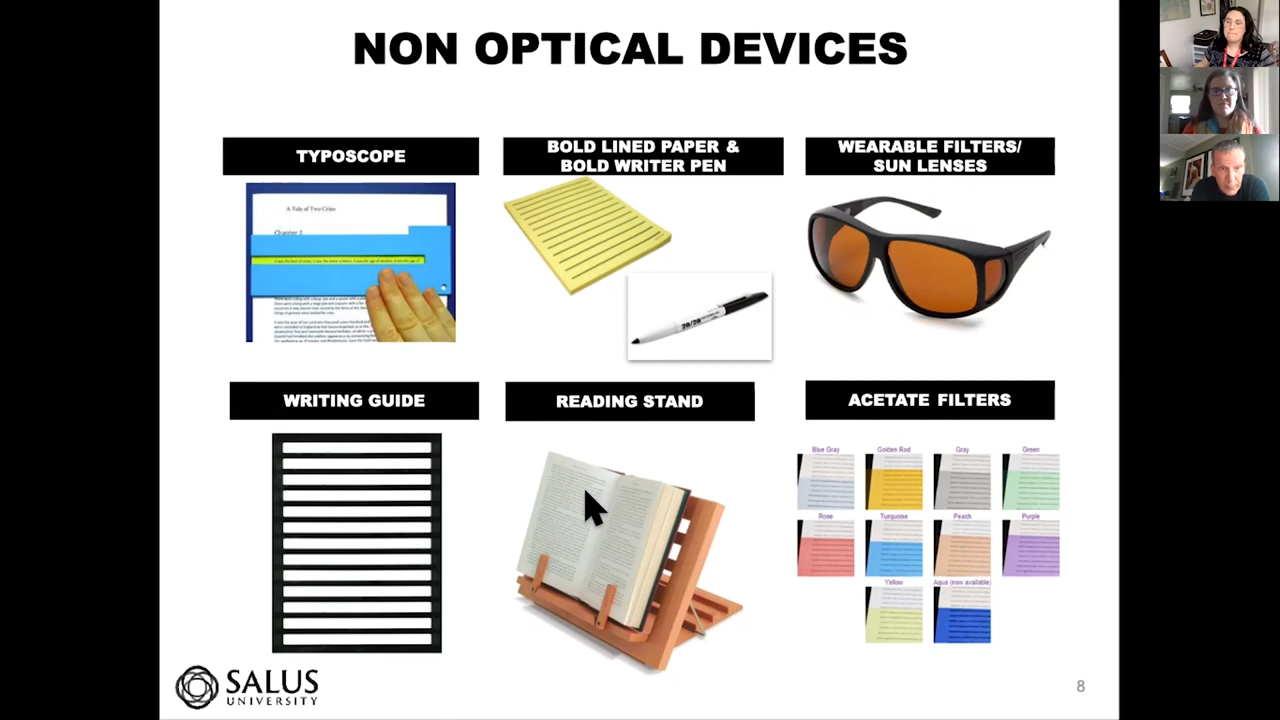 NON OPTICAL DEVICES
TYPOSCOPE
BOLD LINED PAPER &
BOLD WRITER PEN
WEARABLE FILTERS/
SUN LENSES
A Tale of Two Cities
Chapter 1
20/20
WRITING GUIDE
READING STAND
ACETATE FILTERS
Blue Gray
Golden Rod
Gray
Green
Rose
Turquoise
Peach
Purple
Yellow
Aqua (now available)
SALUS
UNIVERSITY
8